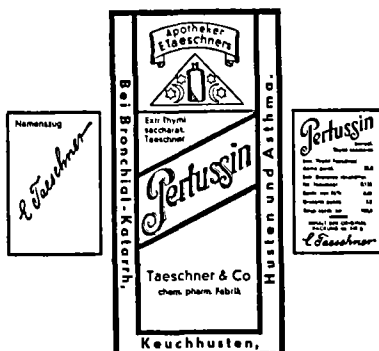 Apotheker
E.Taeschners
Bei Bronchial-Katarrh,
Husten und Asthma.
Keuchhusten,
Extr Thymi
saccharat.
Taeschner
Pertussin
Taeschner & Co
chem. pharm. Fabrik
Namenszug
E Taeschner
Pertussin
E Taeschner